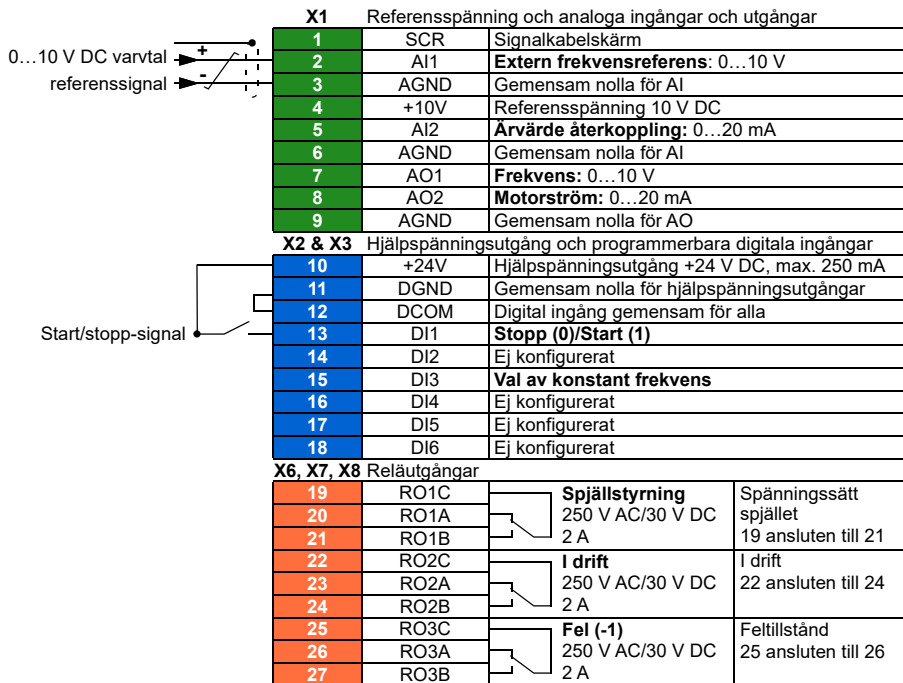 X1 Referensspänning och analoga ingångar och utgångar
1 SCR Signalkabelskärm
0…10 V DC varvtal + 2 AI1 Extern frekvensreferens: 0…10 V
referenssignal - 3 AGND Gemensam nolla för AI
4 +10V Referensspänning 10 V DC
5 AI2 Ärvärde återkoppling: 0…20 mA
6 AGND Gemensam nolla för AI
7 AO1 Frekvens: 0…10 V
8 AO2 Motorström: 0…20 mA
9 AGND Gemensam nolla för AO
X2 & X3 Hjälpspänningsutgång och programmerbara digitala ingångar
10 +24V Hjälpspänningsutgång +24 V DC, max. 250 mA
11 DGND Gemensam nolla för hjälpspänningsutgångar
12 DCOM Digital ingång gemensam för alla
Start/stopp-signal 13 DI1 Stopp (0)/Start (1)
14 DI2 Ej konfigurerat
15 DI3 Val av konstant frekvens
16 DI4 Ej konfigurerat
17 DI5 Ej konfigurerat
18 DI6 Ej konfigurerat
X6, X7, X8 Reläutgångar
19 RO1C Spjällstyrning Spänningssätt
20 RO1A 250 V AC/30 V DC spjället
21 RO1B 2 A 19 ansluten till 21
22 RO2C I drift I drift
23 RO2A 250 V AC/30 V DC 22 ansluten till 24
24 RO2B 2 A
25 RO3C Fel (-1) Feltillstånd
26 RO3A 250 V AC/30 V DC 25 ansluten till 26
27 RO3B 2 A